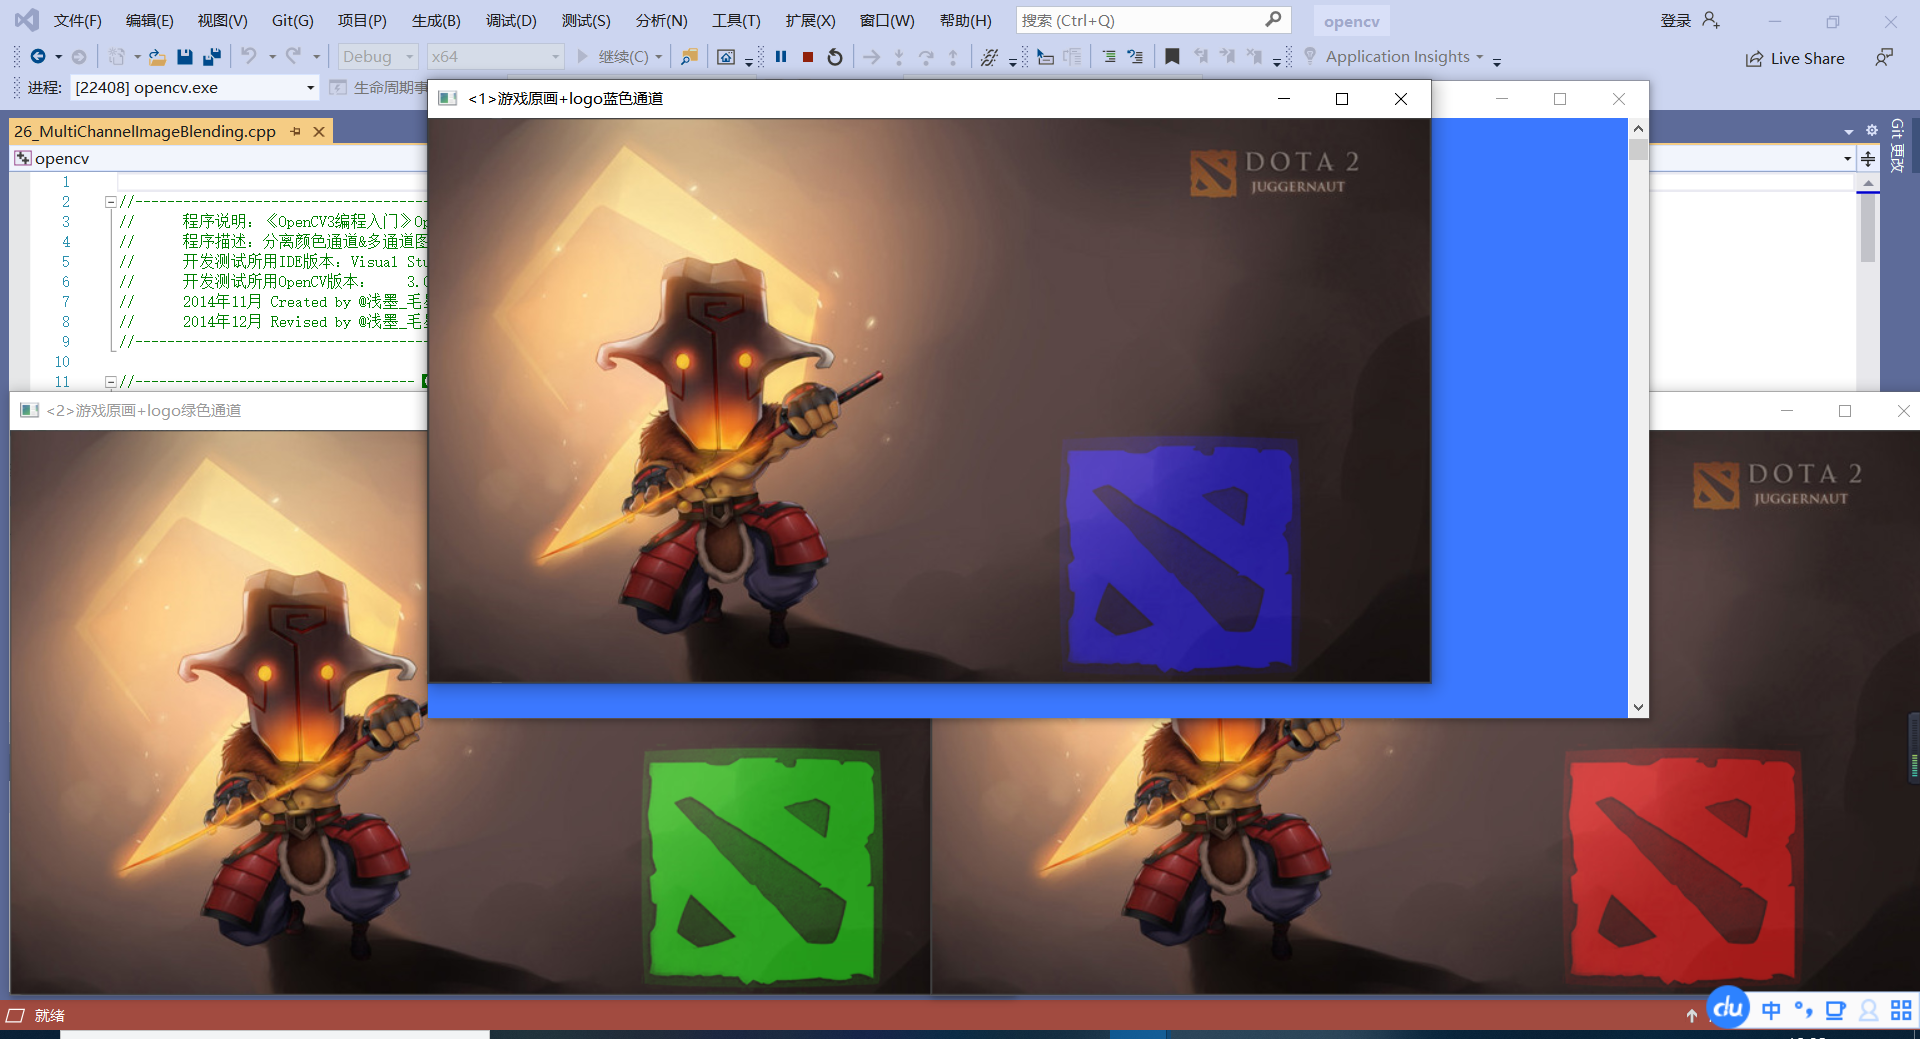 文件(F) 编辑(E) 视图(V) Git(G) 项目(P) 生成(B) 调试(D) 测试(S) 分析(N) 工具(T) 扩展(X) 窗口(W) 帮助(H) 搜索 (Ctrl+Q) opencv 登录
Debug x64 继续(C) Application Insights Live Share
进程: [22408] opencv.exe 生命周期事
<1>游戏原画+logo蓝色通道
26_MultiChannelImageBlending.cpp
Git 更改
opencv
DOTA 2
JUGGERNAUT
1
2 //-------------------------------------
3 // 程序说明：《OpenCV3编程入门》Op
4 // 程序描述：分离颜色通道&多通道图
5 // 开发测试所用IDE版本：Visual Stu
6 // 开发测试所用OpenCV版本： 3.0
7 // 2014年11月 Created by @浅墨_毛
8 // 2014年12月 Revised by @浅墨_毛
9 //-------------------------------------
10
11 //-----------------------------------
<2>游戏原画+logo绿色通道
DOTA 2
JUGGERNAUT
就绪
du 中